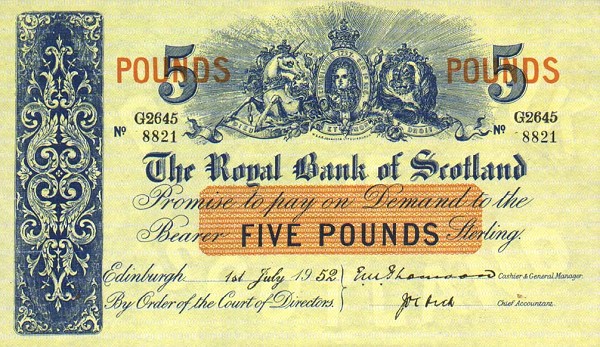 5 POUNDS 5 POUNDS
G2645 G2645
No 8821 No 8821
ET DROIT
The Royal Bank of Scotland
Promise to pay on Demand to the
Bearer FIVE POUNDS Sterling.
Edinburgh 1st July 1952 Cashier & General Manager.
By Order of the Court of Directors. Chief Accountant.